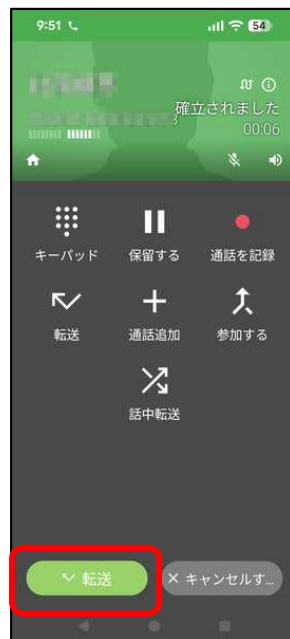 9:51
54
確立されました
00:06
キーパッド
保留する
通話を記録
転送
通話追加
参加する
話中転送
転送
× キャンセルす...